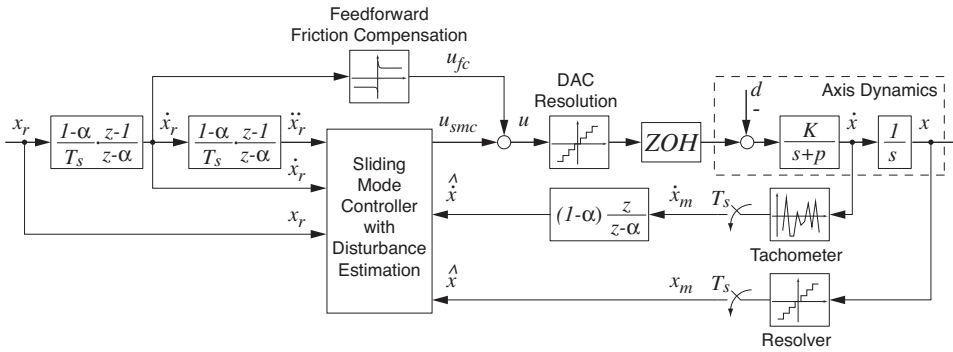 Feedforward
Friction Compensation
u_fc
DAC
Resolution
Axis Dynamics
d
-
x_r
1-α/T_s · z-1/z-α
ẋ_r
1-α/T_s · z-1/z-α
ẍ_r
u_smc
u
ZOH
K/s+p
ẋ
1/s
x
ẋ_r
x_r
Sliding
Mode
Controller
with
Disturbance
Estimation
ẋ^
(1-α) z/z-α
ẋ_m
T_s
Tachometer
x̂
x_m
T_s
Resolver